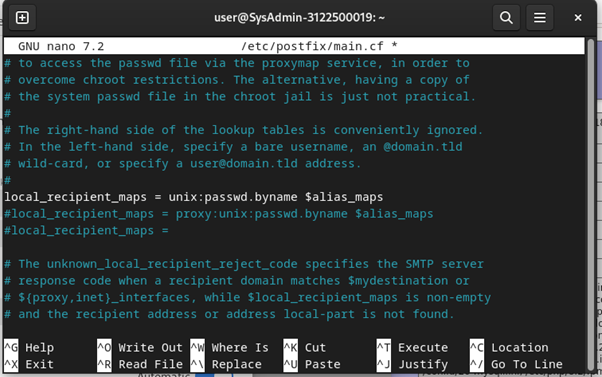 user@SysAdmin-3122500019: ~
GNU nano 7.2 /etc/postfix/main.cf *
# to access the passwd file via the proxymap service, in order to
# overcome chroot restrictions. The alternative, having a copy of
# the system passwd file in the chroot jail is just not practical.
#
# The right-hand side of the lookup tables is conveniently ignored.
# In the left-hand side, specify a bare username, an @domain.tld
# wild-card, or specify a user@domain.tld address.
#
local_recipient_maps = unix:passwd.byname $alias_maps
#local_recipient_maps = proxy:unix:passwd.byname $alias_maps
#local_recipient_maps =
# The unknown_local_recipient_reject_code specifies the SMTP server
# response code when a recipient domain matches $mydestination or
# ${proxy,inet}_interfaces, while $local_recipient_maps is non-empty
# and the recipient address or address local-part is not found.
^G Help ^O Write Out ^W Where Is ^K Cut ^T Execute ^C Location
^X Exit ^R Read File ^\ Replace ^U Paste ^J Justify ^/ Go To Line